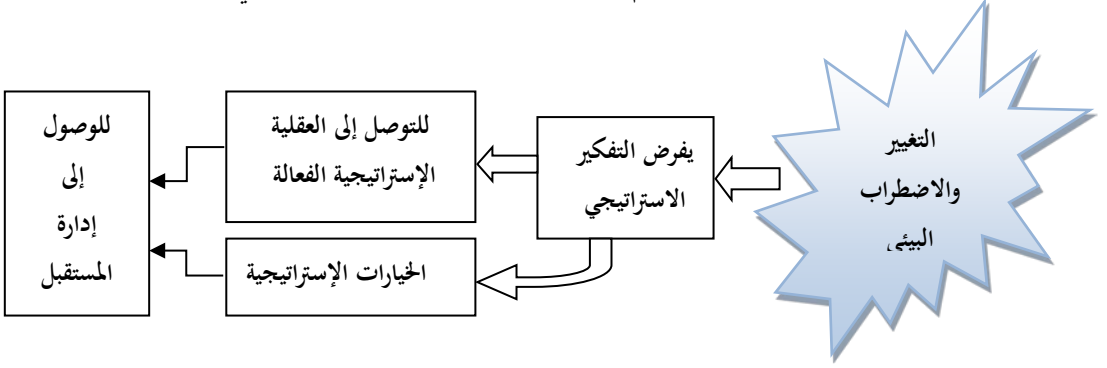 التغيير
والاضطراب
البيئي
يفرض التفكير
الاستراتيجي
للتوصل إلى العقلية
الإستراتيجية الفعالة
الخيارات الإستراتيجية
للوصول
إلى
إدارة
المستقبل